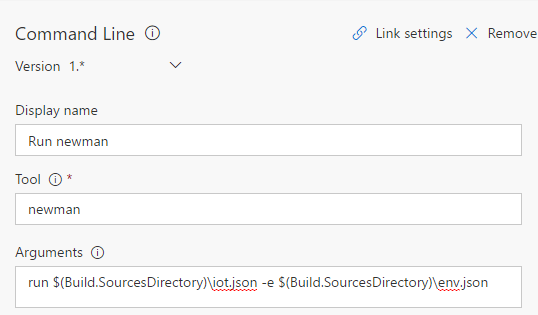 Command Line
Link settings
Remove
Version 1.*
Display name
Run newman
Tool *
newman
Arguments
run $(Build.SourcesDirectory)\iot.json -e $(Build.SourcesDirectory)\env.json